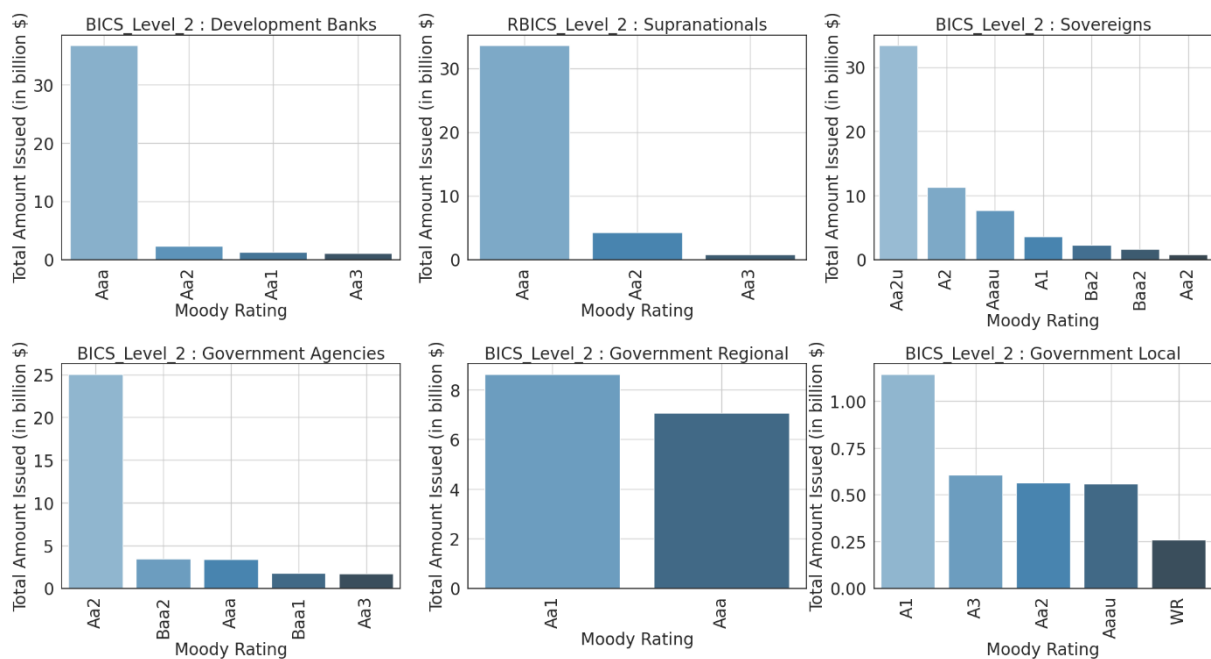 BICS_Level_2 : Development Banks
Total Amount Issued (in billion $)
30
20
10
0
Aaa
Aa2
Aa1
Aa3
Moody Rating
RBICS_Level_2 : Supranationals
Total Amount Issued (in billion $)
30
20
10
0
Aaa
Aa2
Aa3
Moody Rating
BICS_Level_2 : Sovereigns
Total Amount Issued (in billion $)
30
20
10
0
Aa2u
A2
Aaau
A1
Ba2
Baa2
Aa2
Moody Rating
BICS_Level_2 : Government Agencies
Total Amount Issued (in billion $)
25
20
15
10
5
0
Aa2
Baa2
Aaa
Baa1
Aa3
Moody Rating
BICS_Level_2 : Government Regional
Total Amount Issued (in billion $)
8
6
4
2
0
Aa1
Aaa
Moody Rating
BICS_Level_2 : Government Local
Total Amount Issued (in billion $)
1.00
0.75
0.50
0.25
0.00
A1
A3
Aa2
Aaau
WR
Moody Rating